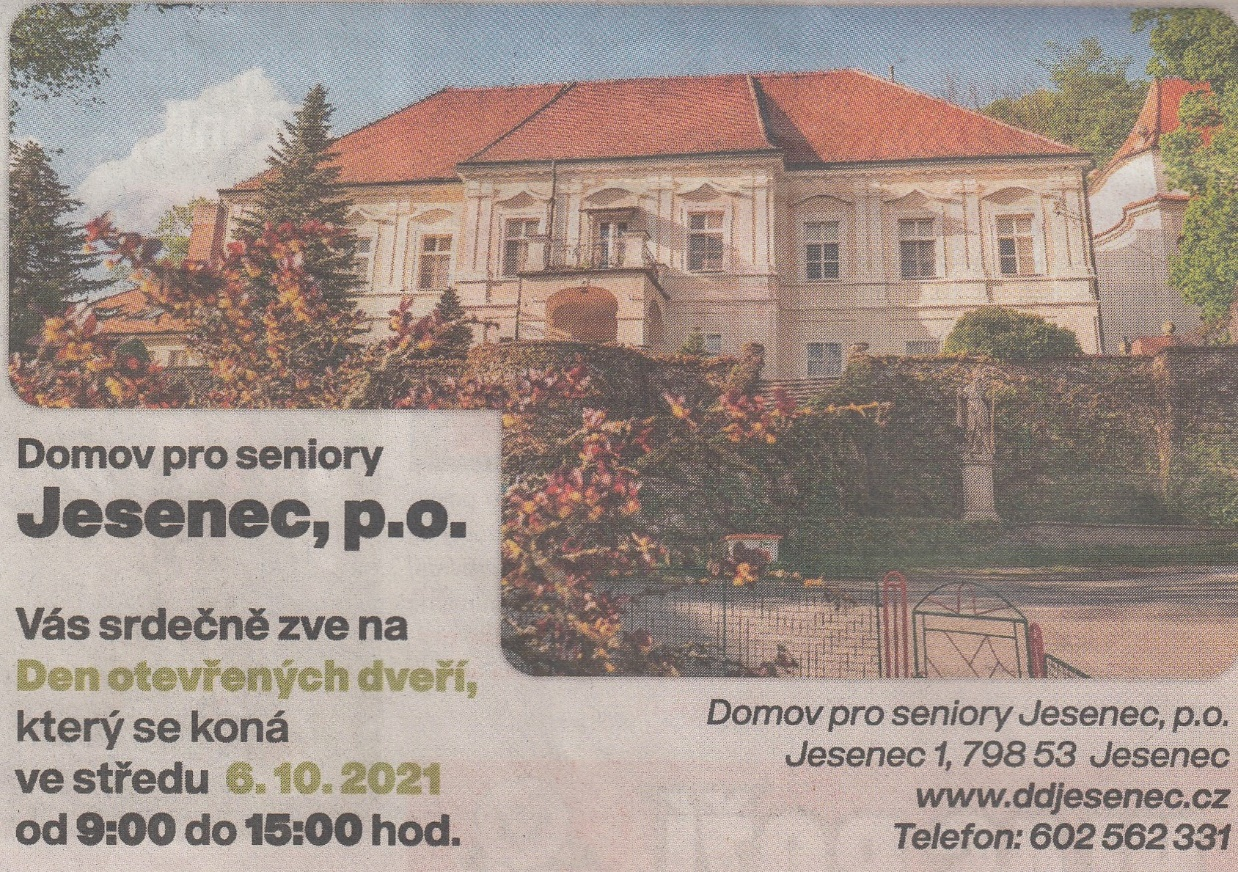 Domov pro seniory
Jesenec, p.o.
Vás srdečně zve na
Den otevřených dveří,
který se koná
ve středu 6. 10. 2021
od 9:00 do 15:00 hod.
Domov pro seniory Jesenec, p.o.
Jesenec 1, 798 53 Jesenec
www.ddjesenec.cz
Telefon: 602 562 331